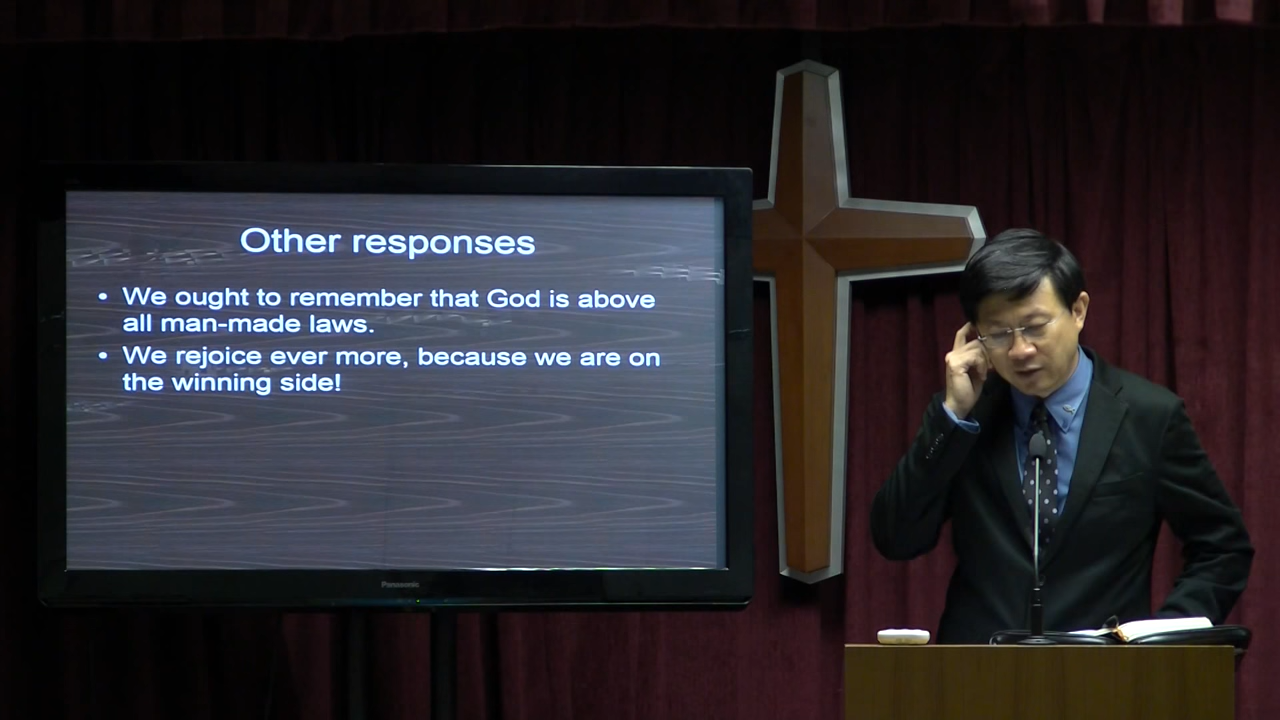 Other responses
• We ought to remember that God is above
all man-made laws.
• We rejoice ever more, because we are on
the winning side!
Panasonic